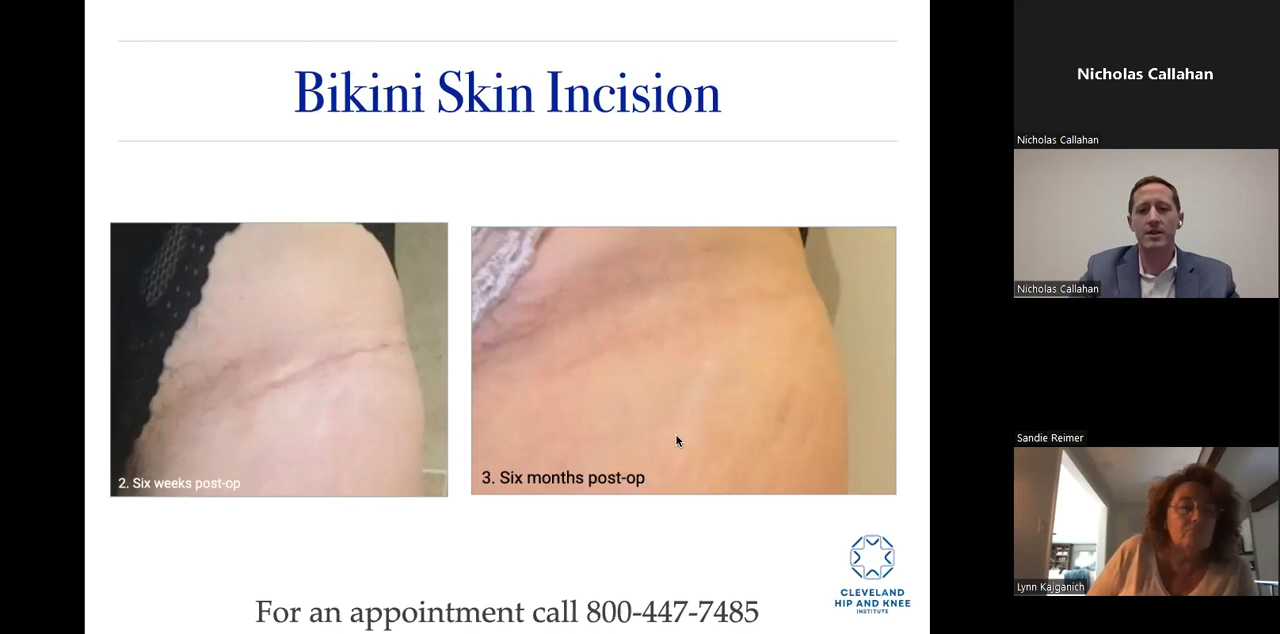 Bikini Skin Incision
2. Six weeks post-op
3. Six months post-op
CLEVELAND
HIP AND KNEE
INSTITUTE
For an appointment call 800-447-7485
Nicholas Callahan
Nicholas Callahan
Nicholas Callahan
Sandie Reimer
Lynn Kajganich